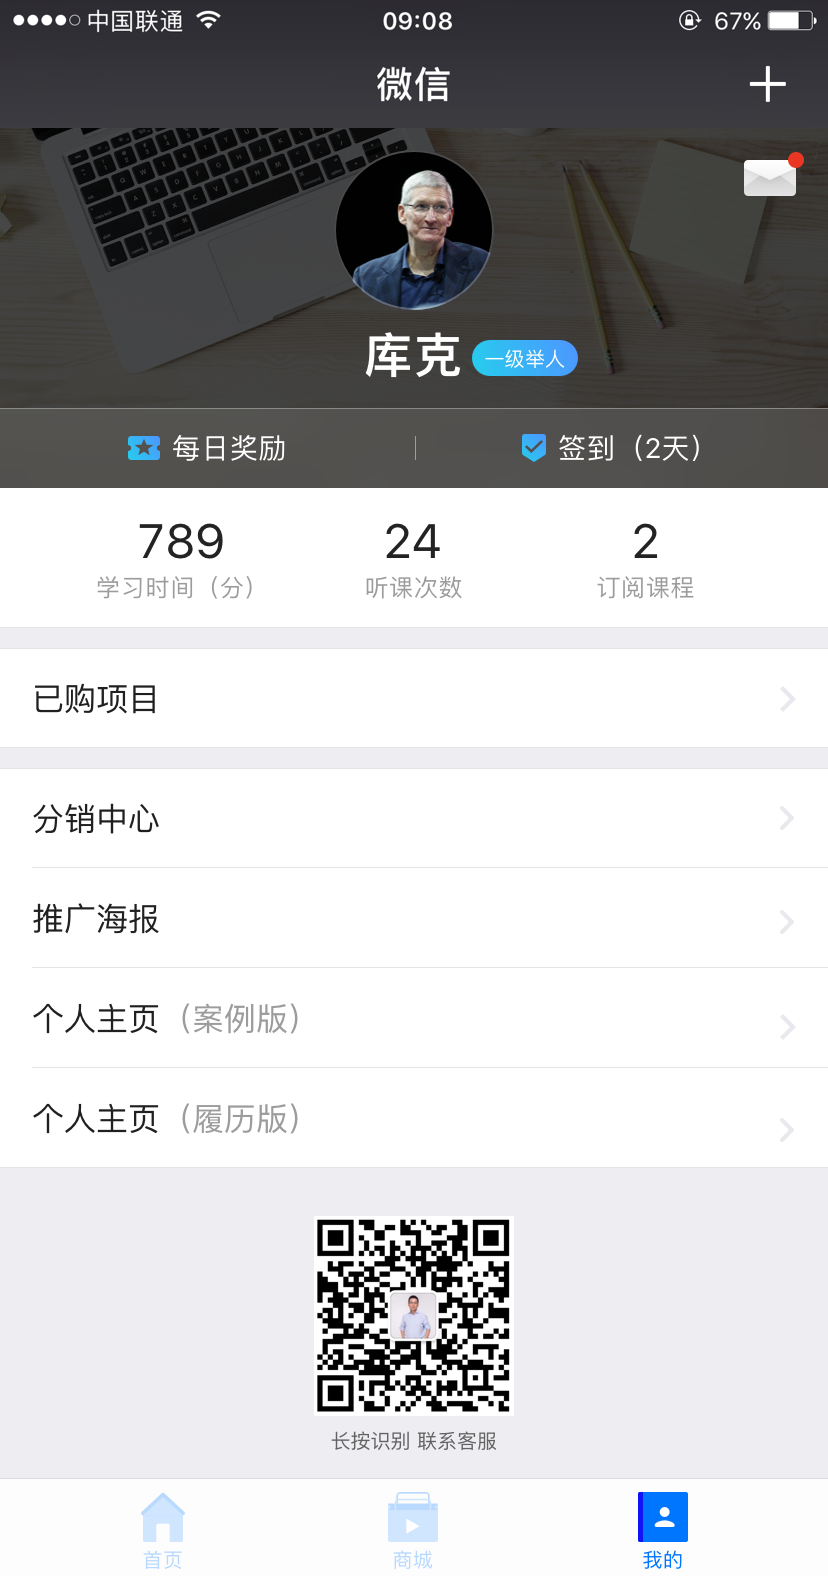 中国联通 09:08 67%
微信
库克 一级举人
每日奖励 签到（2天）
789 24 2
学习时间（分） 听课次数 订阅课程
已购项目
分销中心
推广海报
个人主页（案例版）
个人主页（履历版）
长按识别 联系客服
首页 商城 我的